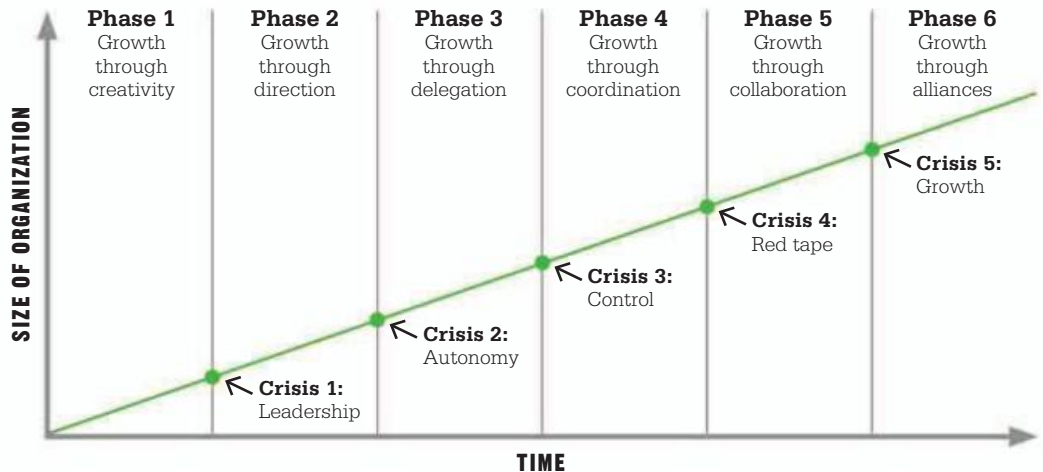 Phase 1
Growth
through
creativity
Phase 2
Growth
through
direction
Phase 3
Growth
through
delegation
Phase 4
Growth
through
coordination
Phase 5
Growth
through
collaboration
Phase 6
Growth
through
alliances
SIZE OF ORGANIZATION
Crisis 1:
Leadership
Crisis 2:
Autonomy
Crisis 3:
Control
Crisis 4:
Red tape
Crisis 5:
Growth
TIME